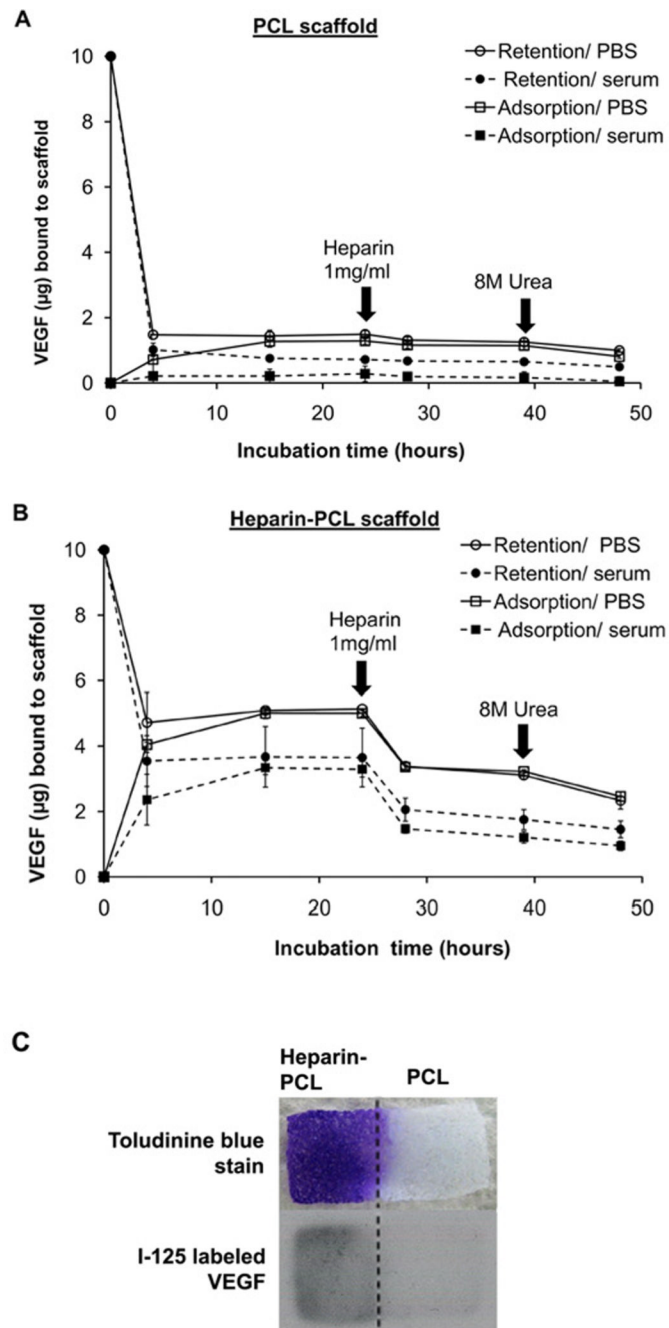 A
PCL scaffold
Retention/ PBS
Retention/ serum
Adsorption/ PBS
Adsorption/ serum
10
8
6
4
2
0
VEGF (µg) bound to scaffold
Heparin
1mg/ml
8M Urea
0 10 20 30 40 50
Incubation time (hours)
B
Heparin-PCL scaffold
Retention/ PBS
Retention/ serum
Adsorption/ PBS
Adsorption/ serum
10
8
6
4
2
0
VEGF (µg) bound to scaffold
Heparin
1mg/ml
8M Urea
0 10 20 30 40 50
Incubation time (hours)
C
Heparin-
PCL
PCL
Toludinine blue
stain
I-125 labeled
VEGF